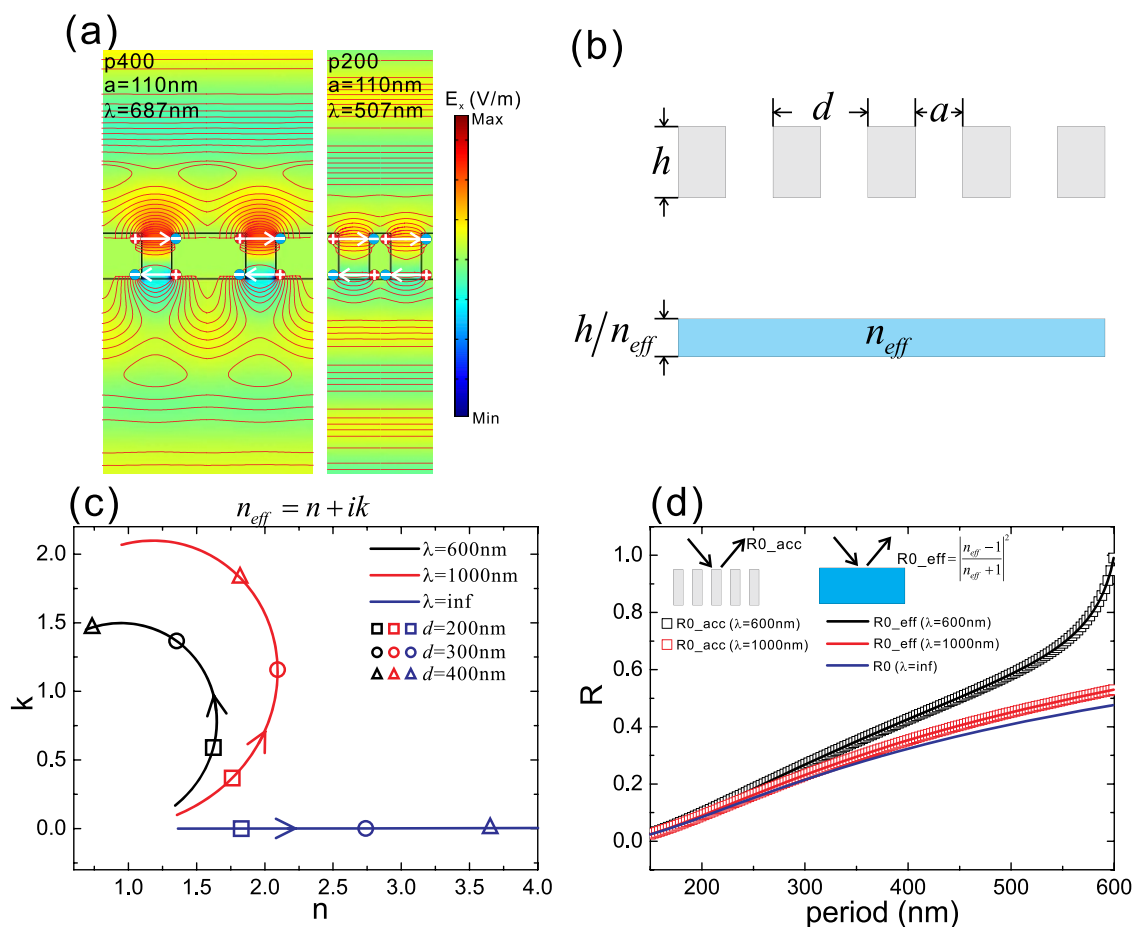 (a)
p400
a=110nm
λ=687nm
p200
a=110nm
λ=507nm
E_x (V/m)
Max
Min
(b)
d
a
h
h/n_eff
n_eff
(c)
n_eff = n + ik
k
2.0
1.5
1.0
0.5
0.0
λ=600nm
λ=1000nm
λ=inf
d=200nm
d=300nm
d=400nm
1.0 1.5 2.0 2.5 3.0 3.5 4.0
n
(d)
R
1.0
0.8
0.6
0.4
0.2
0.0
R0_acc
R0_eff=|n_eff −1 / n_eff +1|²
R0_acc (λ=600nm)
R0_acc (λ=1000nm)
R0_eff (λ=600nm)
R0_eff (λ=1000nm)
R0 (λ=inf)
200 300 400 500 600
period (nm)